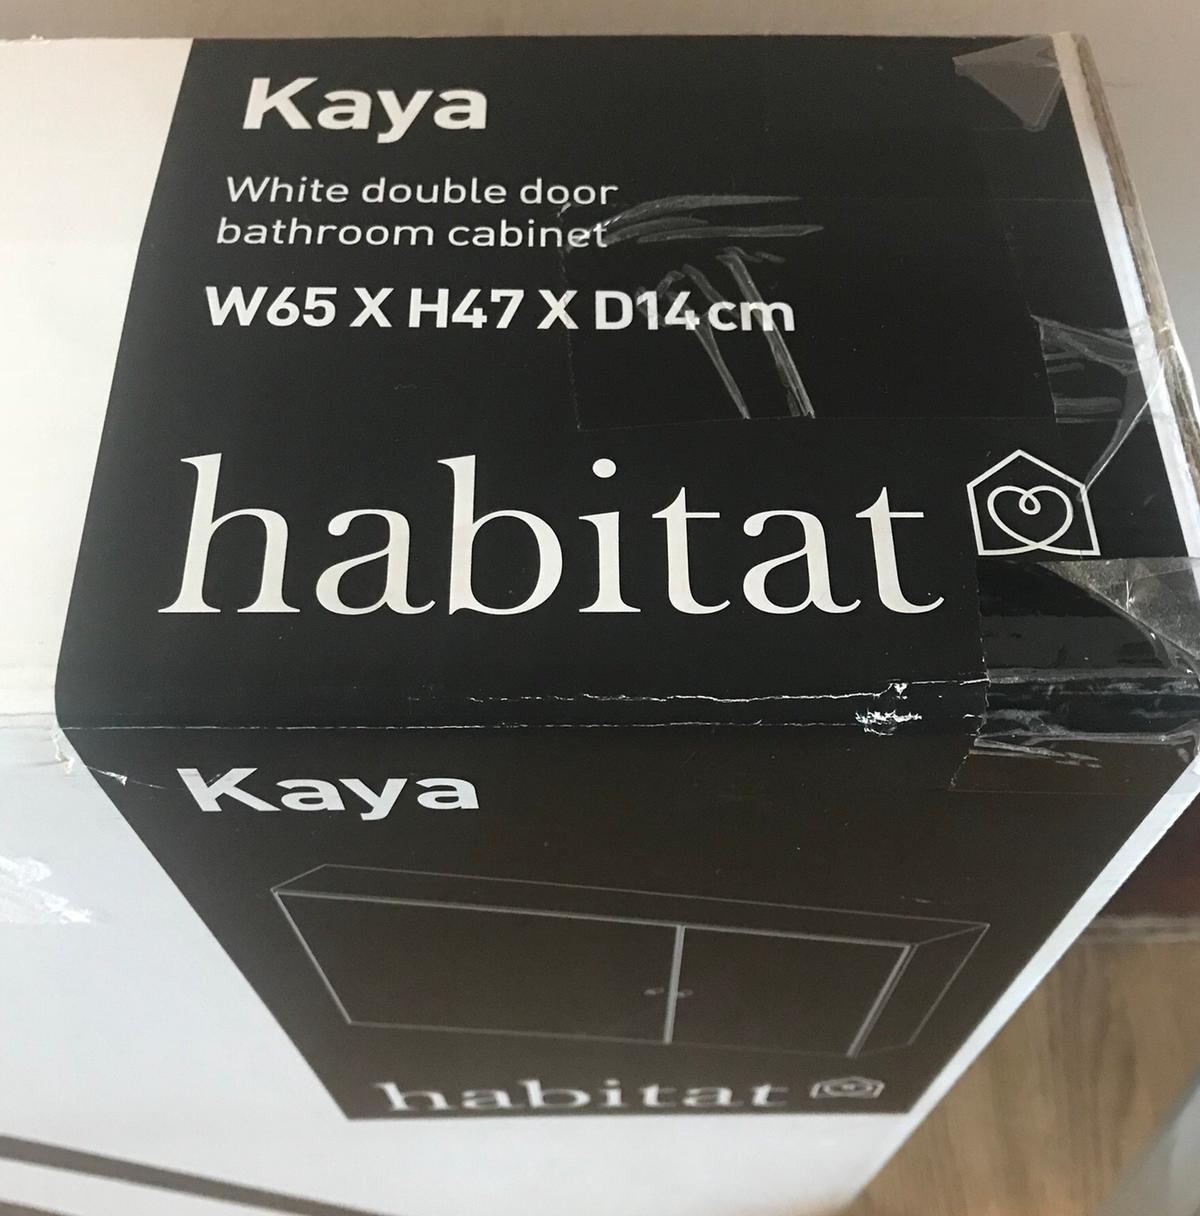 Kaya
White double door
bathroom cabinet
W65 X H47 X D14cm
habitat
Kaya
habitat